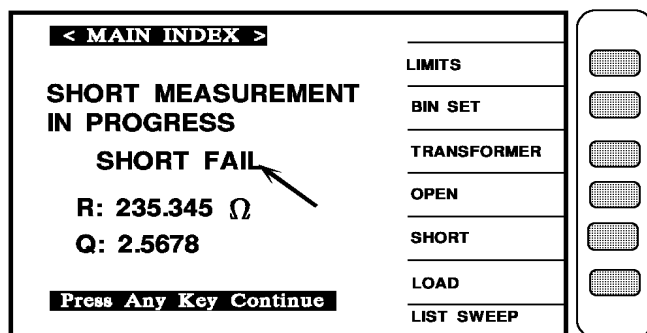 < MAIN INDEX >
SHORT MEASUREMENT
IN PROGRESS
SHORT FAIL
R: 235.345 Ω
Q: 2.5678
Press Any Key Continue
LIMITS
BIN SET
TRANSFORMER
OPEN
SHORT
LOAD
LIST SWEEP